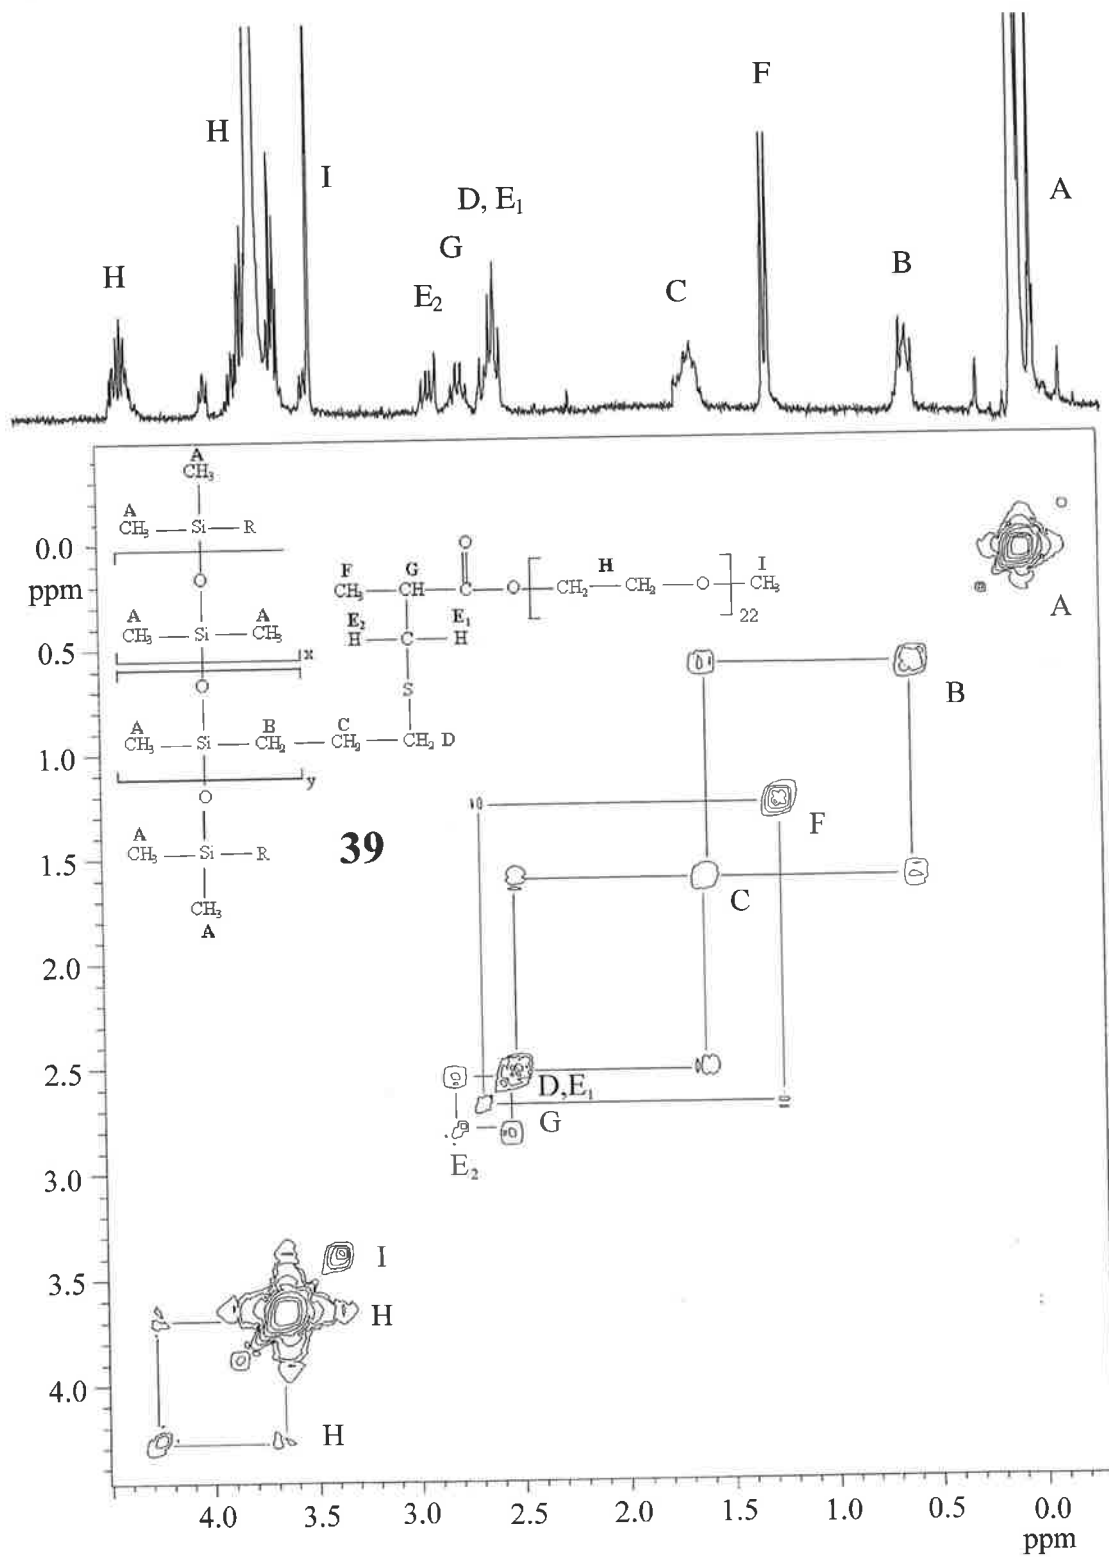 F
H
I
D, E₁
A
G
H
B
C
E₂
A
CH₃
A
CH₃ Si R
0.0
ppm
O
O
F G H I
CH₃ CH C O CH₂ CH₂ O CH₃
22
A
A A
E₂ E₁
CH₃ Si CH₃
H C H
0.5
x
O
S
B
A B C
CH₃ Si CH₂ CH₂ CH₂ D
1.0
y
O
F
A
CH₃ Si R
39
1.5
C
CH₃
A
2.0
2.5
D,E₁
G
E₂
3.0
I
3.5
H
4.0
H
4.0 3.5 3.0 2.5 2.0 1.5 1.0 0.5 0.0
ppm